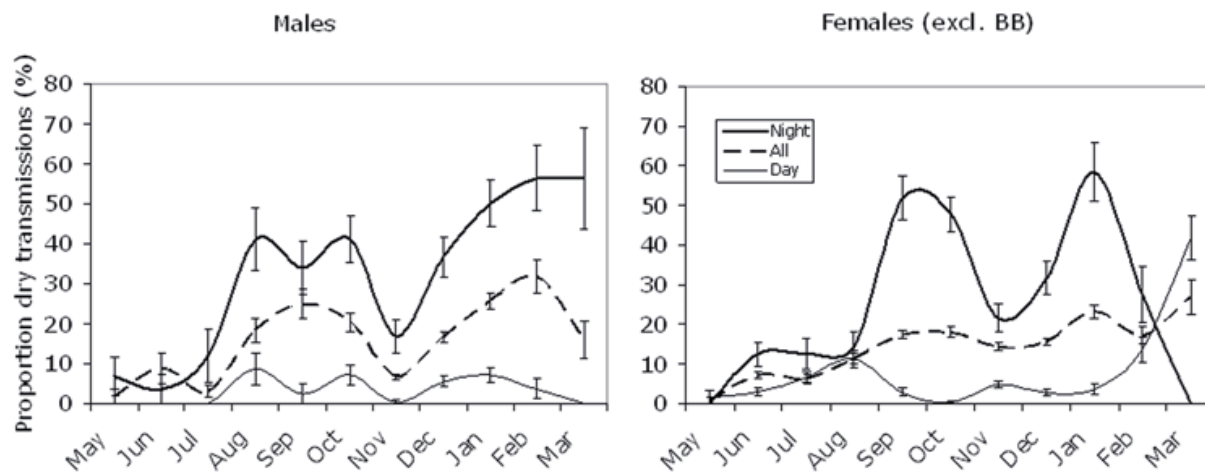 Males
Females (excl. BB)
Proportion dry transmissions (%)
80
70
60
50
40
30
20
10
0
May
Jun
Jul
Aug
Sep
Oct
Nov
Dec
Jan
Feb
Mar
80
70
60
50
40
30
20
10
0
Night
All
Day
May
Jun
Jul
Aug
Sep
Oct
Nov
Dec
Jan
Feb
Mar